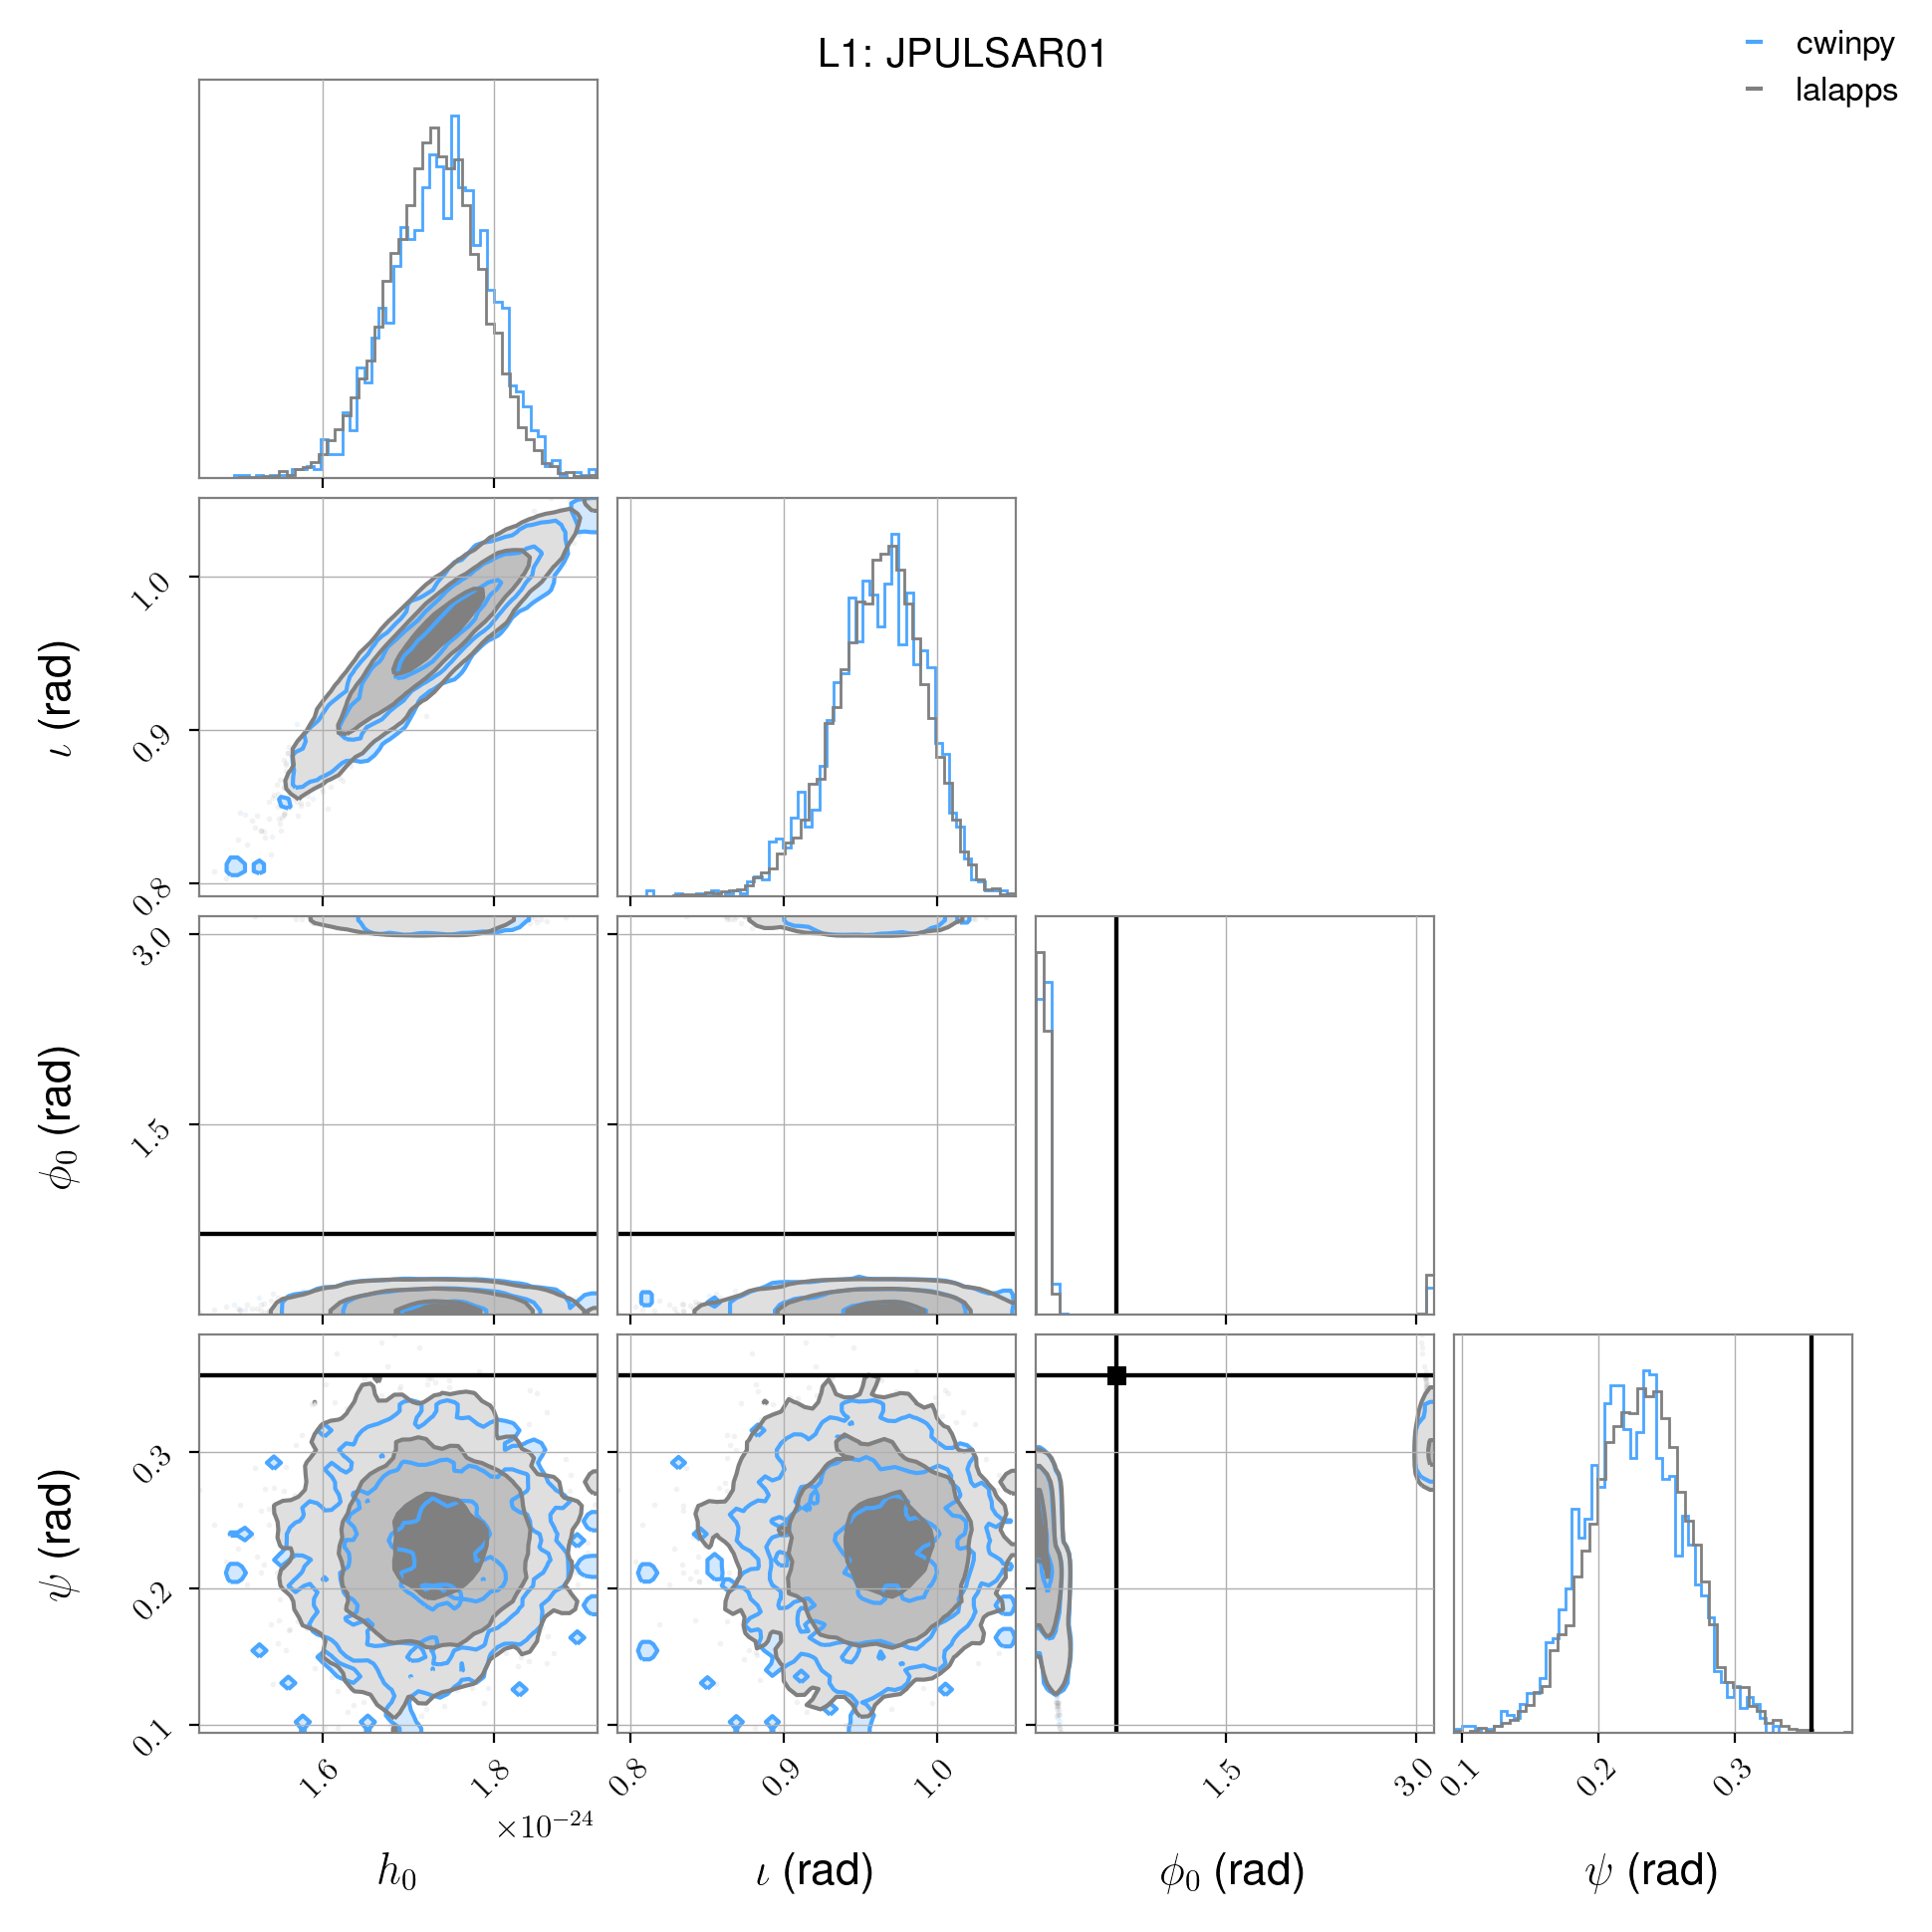 L1: JPULSAR01
cwinpy
lalapps
ι (rad)
1.0
0.9
0.8
ϕ0 (rad)
3.0
1.5
ψ (rad)
0.3
0.2
0.1
1.6 1.8 0.8 0.9 1.0 1.5 3.0 0.1 0.2 0.3
×10−24
h0 ι (rad) ϕ0 (rad) ψ (rad)